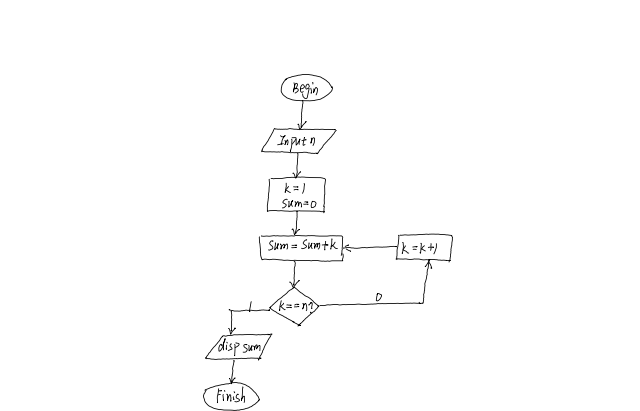 Begin
Input n
k=1
sum=0
sum=sum+k
k=k+1
k==n?
0
1
disp sum
Finish